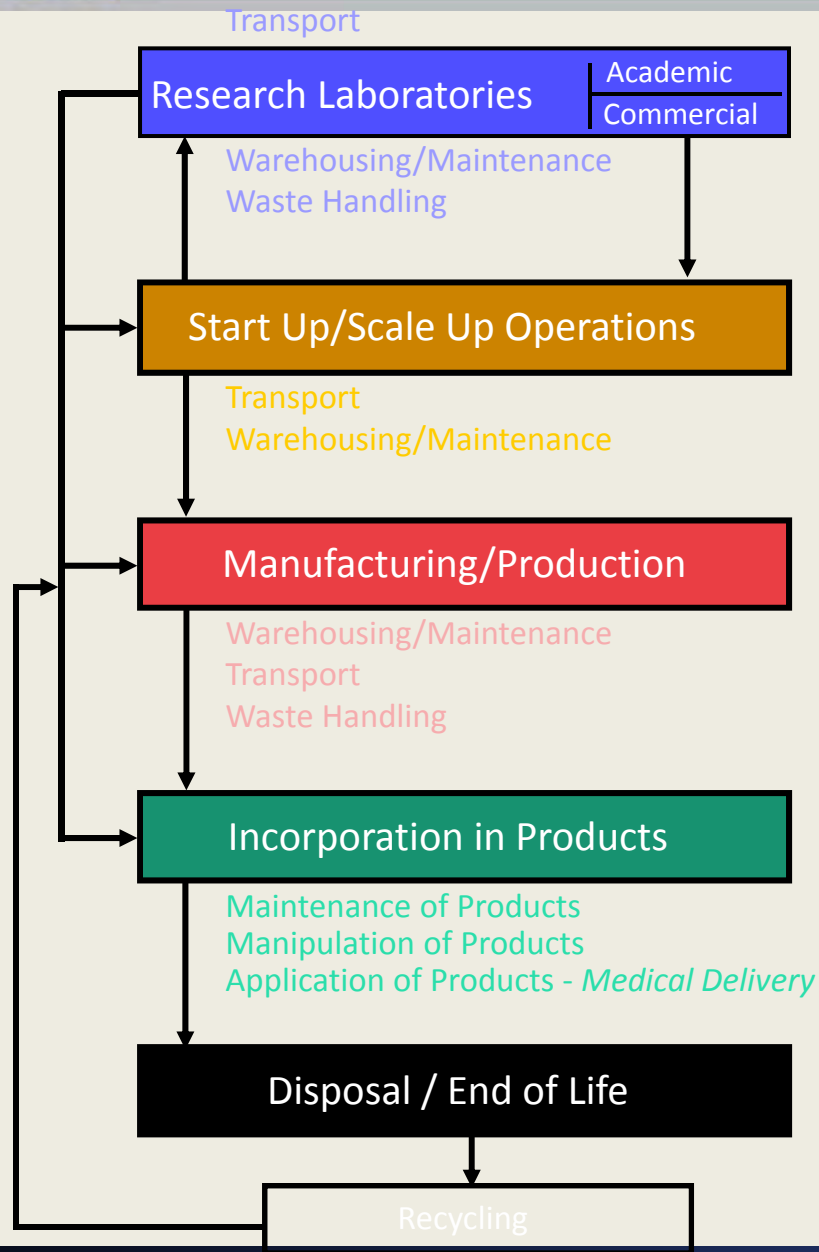 Transport
Research Laboratories
Academic
Commercial
Warehousing/Maintenance
Waste Handling
Start Up/Scale Up Operations
Transport
Warehousing/Maintenance
Manufacturing/Production
Warehousing/Maintenance
Transport
Waste Handling
Incorporation in Products
Maintenance of Products
Manipulation of Products
Application of Products - Medical Delivery
Disposal / End of Life
Recycling